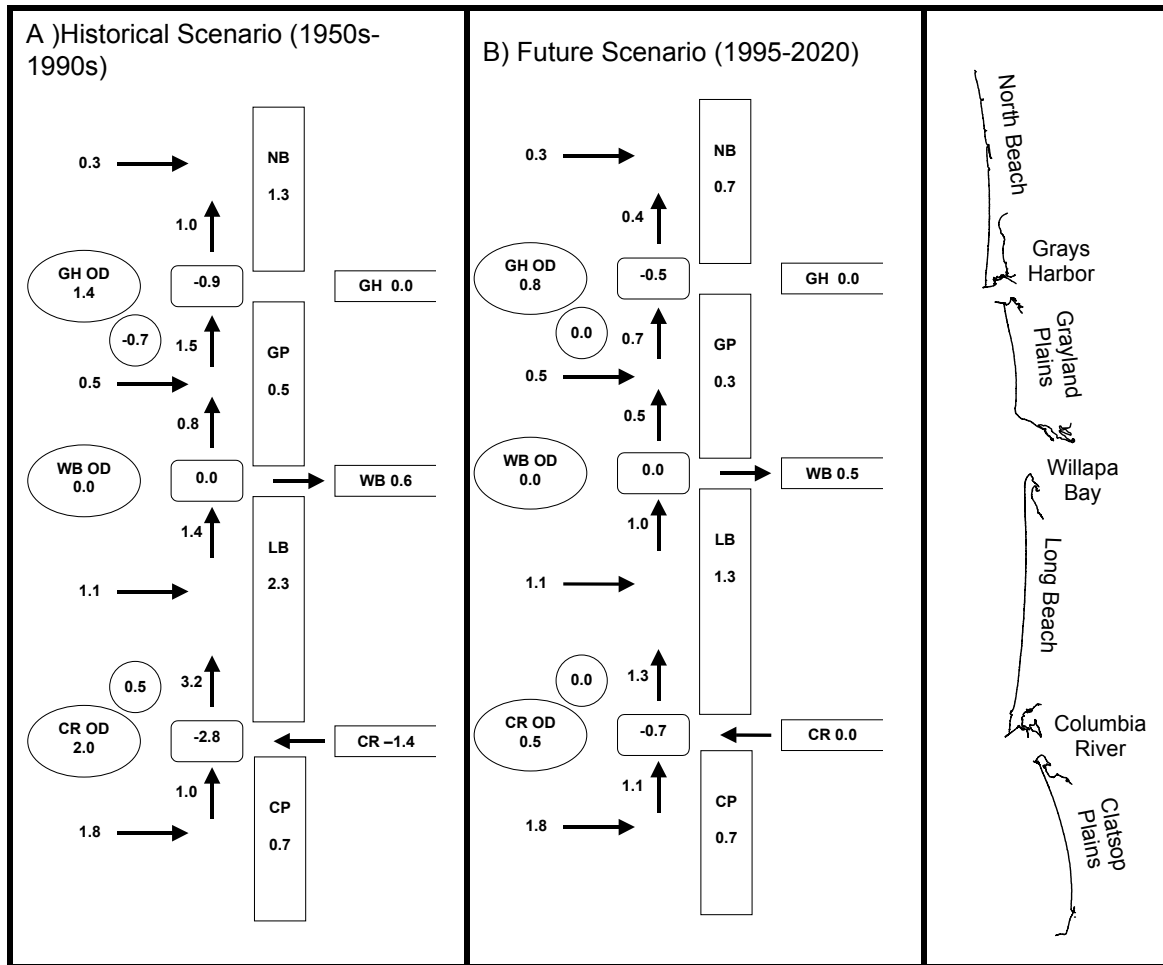 A )Historical Scenario (1950s-
1990s)
NB
1.3
0.3
1.0
GH OD
1.4
-0.9
GH 0.0
-0.7
1.5
GP
0.5
0.5
0.8
WB OD
0.0
0.0
WB 0.6
1.4
LB
2.3
1.1
0.5
3.2
CR OD
2.0
-2.8
CR –1.4
1.0
CP
0.7
1.8
B) Future Scenario (1995-2020)
NB
0.7
0.3
0.4
GH OD
0.8
-0.5
GH 0.0
0.0
0.7
GP
0.3
0.5
0.5
WB OD
0.0
0.0
WB 0.5
1.0
LB
1.3
1.1
0.0
1.3
CR OD
0.5
-0.7
CR 0.0
1.1
CP
0.7
1.8
North Beach
Grays
Harbor
Grayland
Plains
Willapa
Bay
Long Beach
Columbia
River
Clatsop
Plains